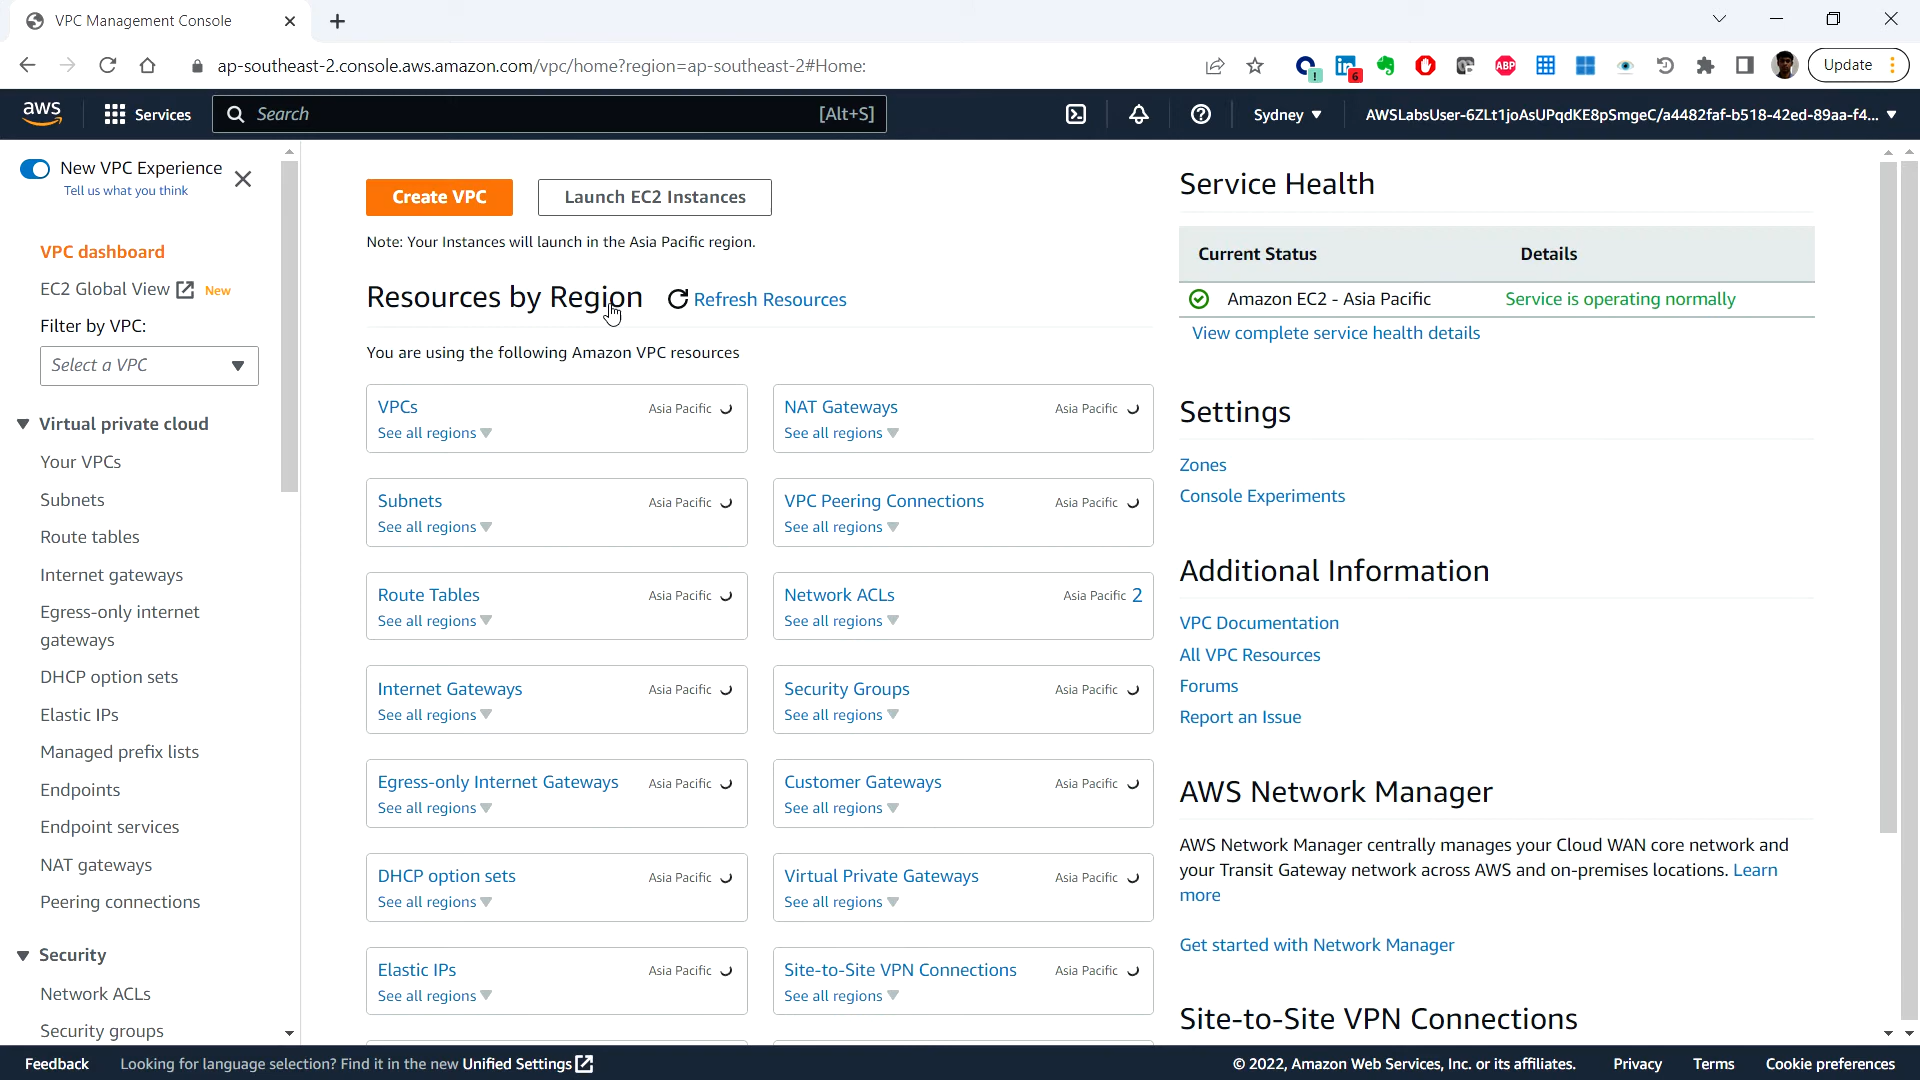 VPC Management Console
ap-southeast-2.console.aws.amazon.com/vpc/home?region=ap-southeast-2#Home:
6
ABP
Update
aws
Services
Search
[Alt+S]
Sydney
AWSLabsUser-6ZLt1joAsUPqdKE8pSmgeC/a4482faf-b518-42ed-89aa-f4...
New VPC Experience
Tell us what you think
VPC dashboard
EC2 Global View New
Filter by VPC:
Select a VPC
Virtual private cloud
Your VPCs
Subnets
Route tables
Internet gateways
Egress-only internet
gateways
DHCP option sets
Elastic IPs
Managed prefix lists
Endpoints
Endpoint services
NAT gateways
Peering connections
Security
Network ACLs
Security groups
Create VPC
Launch EC2 Instances
Note: Your Instances will launch in the Asia Pacific region.
Resources by Region
Refresh Resources
You are using the following Amazon VPC resources
VPCs Asia Pacific
See all regions
NAT Gateways Asia Pacific
See all regions
Subnets Asia Pacific
See all regions
VPC Peering Connections Asia Pacific
See all regions
Route Tables Asia Pacific
See all regions
Network ACLs Asia Pacific 2
See all regions
Internet Gateways Asia Pacific
See all regions
Security Groups Asia Pacific
See all regions
Egress-only Internet Gateways Asia Pacific
See all regions
Customer Gateways Asia Pacific
See all regions
DHCP option sets Asia Pacific
See all regions
Virtual Private Gateways Asia Pacific
See all regions
Elastic IPs Asia Pacific
See all regions
Site-to-Site VPN Connections Asia Pacific
See all regions
Service Health
Current Status Details
Amazon EC2 - Asia Pacific Service is operating normally
View complete service health details
Settings
Zones
Console Experiments
Additional Information
VPC Documentation
All VPC Resources
Forums
Report an Issue
AWS Network Manager
AWS Network Manager centrally manages your Cloud WAN core network and
your Transit Gateway network across AWS and on-premises locations. Learn
more
Get started with Network Manager
Site-to-Site VPN Connections
Feedback
Looking for language selection? Find it in the new Unified Settings
© 2022, Amazon Web Services, Inc. or its affiliates.
Privacy
Terms
Cookie preferences